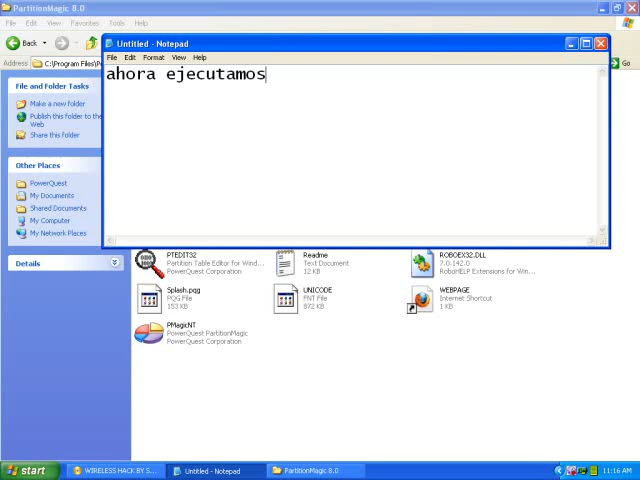 PartitionMagic 8.0
File Edit View Favorites Tools Help
Back
Address C:\Program Files\P
Go
Untitled - Notepad
File Edit Format View Help
ahora ejecutamos
File and Folder Tasks
Make a new folder
Publish this folder to the
Web
Share this folder
Other Places
PowerQuest
My Documents
Shared Documents
My Computer
My Network Places
Details
PTEDIT32
Partition Table Editor for Wind...
PowerQuest Corporation
Readme
Text Document
12 KB
ROBOEX32.DLL
7.0.142.0
RoboHELP Extensions for Win...
Splash.pqg
PQG File
153 KB
UNICODE
FNT File
872 KB
WEBPAGE
Internet Shortcut
1 KB
PMagicNT
PowerQuest PartitionMagic
PowerQuest Corporation
start
WIRELESS HACK BY S...
Untitled - Notepad
PartitionMagic 8.0
11:16 AM